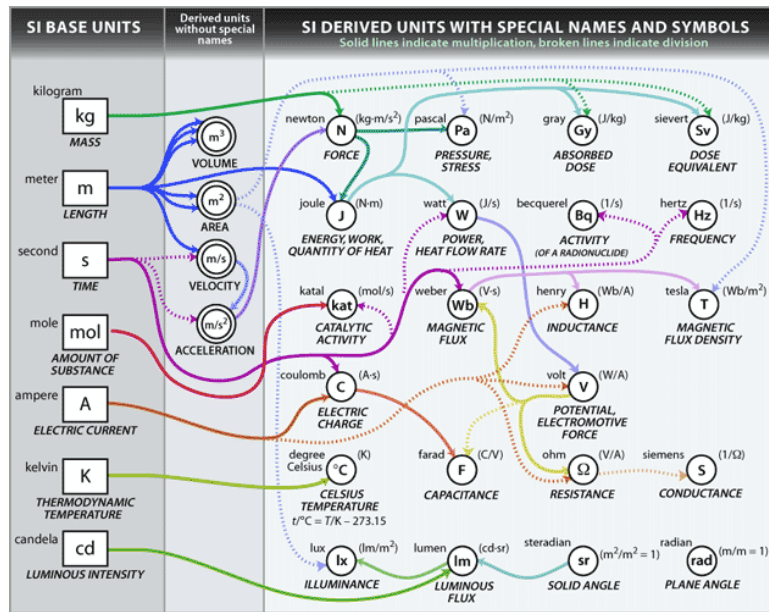 SI BASE UNITS
Derived units
without special
names
SI DERIVED UNITS WITH SPECIAL NAMES AND SYMBOLS
Solid lines indicate multiplication, broken lines indicate division
kilogram
kg
MASS
meter
m
LENGTH
second
s
TIME
mole
mol
AMOUNT OF
SUBSTANCE
ampere
A
ELECTRIC CURRENT
kelvin
K
THERMODYNAMIC
TEMPERATURE
candela
cd
LUMINOUS INTENSITY
m³
VOLUME
m²
AREA
m/s
VELOCITY
m/s²
ACCELERATION
newton
N
(kg·m/s²)
FORCE
pascal
Pa
(N/m²)
PRESSURE,
STRESS
gray
Gy
(J/kg)
ABSORBED
DOSE
sievert
Sv
(J/kg)
DOSE
EQUIVALENT
joule
J
(N·m)
ENERGY, WORK,
QUANTITY OF HEAT
watt
W
(J/s)
POWER,
HEAT FLOW RATE
becquerel
Bq
(1/s)
ACTIVITY
(OF A RADIONUCLIDE)
hertz
Hz
(1/s)
FREQUENCY
katal
kat
(mol/s)
CATALYTIC
ACTIVITY
weber
Wb
(V·s)
MAGNETIC
FLUX
henry
H
(Wb/A)
INDUCTANCE
tesla
T
(Wb/m²)
MAGNETIC
FLUX DENSITY
coulomb
C
(A·s)
ELECTRIC
CHARGE
volt
V
(W/A)
POTENTIAL,
ELECTROMOTIVE
FORCE
degree
Celsius
°C
(K)
CELSIUS
TEMPERATURE
t/°C = T/K – 273.15
farad
F
(C/V)
CAPACITANCE
ohm
Ω
(V/A)
RESISTANCE
siemens
S
(1/Ω)
CONDUCTANCE
lux
lx
(lm/m²)
ILLUMINANCE
lumen
lm
(cd·sr)
LUMINOUS
FLUX
steradian
sr
(m²/m² = 1)
SOLID ANGLE
radian
rad
(m/m = 1)
PLANE ANGLE